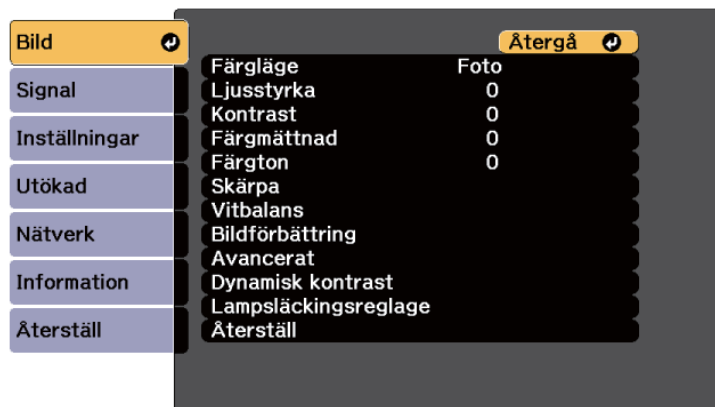 Bild
Signal
Inställningar
Utökad
Nätverk
Information
Återställ
Återgå
Färgläge Foto
Ljusstyrka 0
Kontrast 0
Färgmättnad 0
Färgton 0
Skärpa
Vitbalans
Bildförbättring
Avancerat
Dynamisk kontrast
Lampsläckingsreglage
Återställ